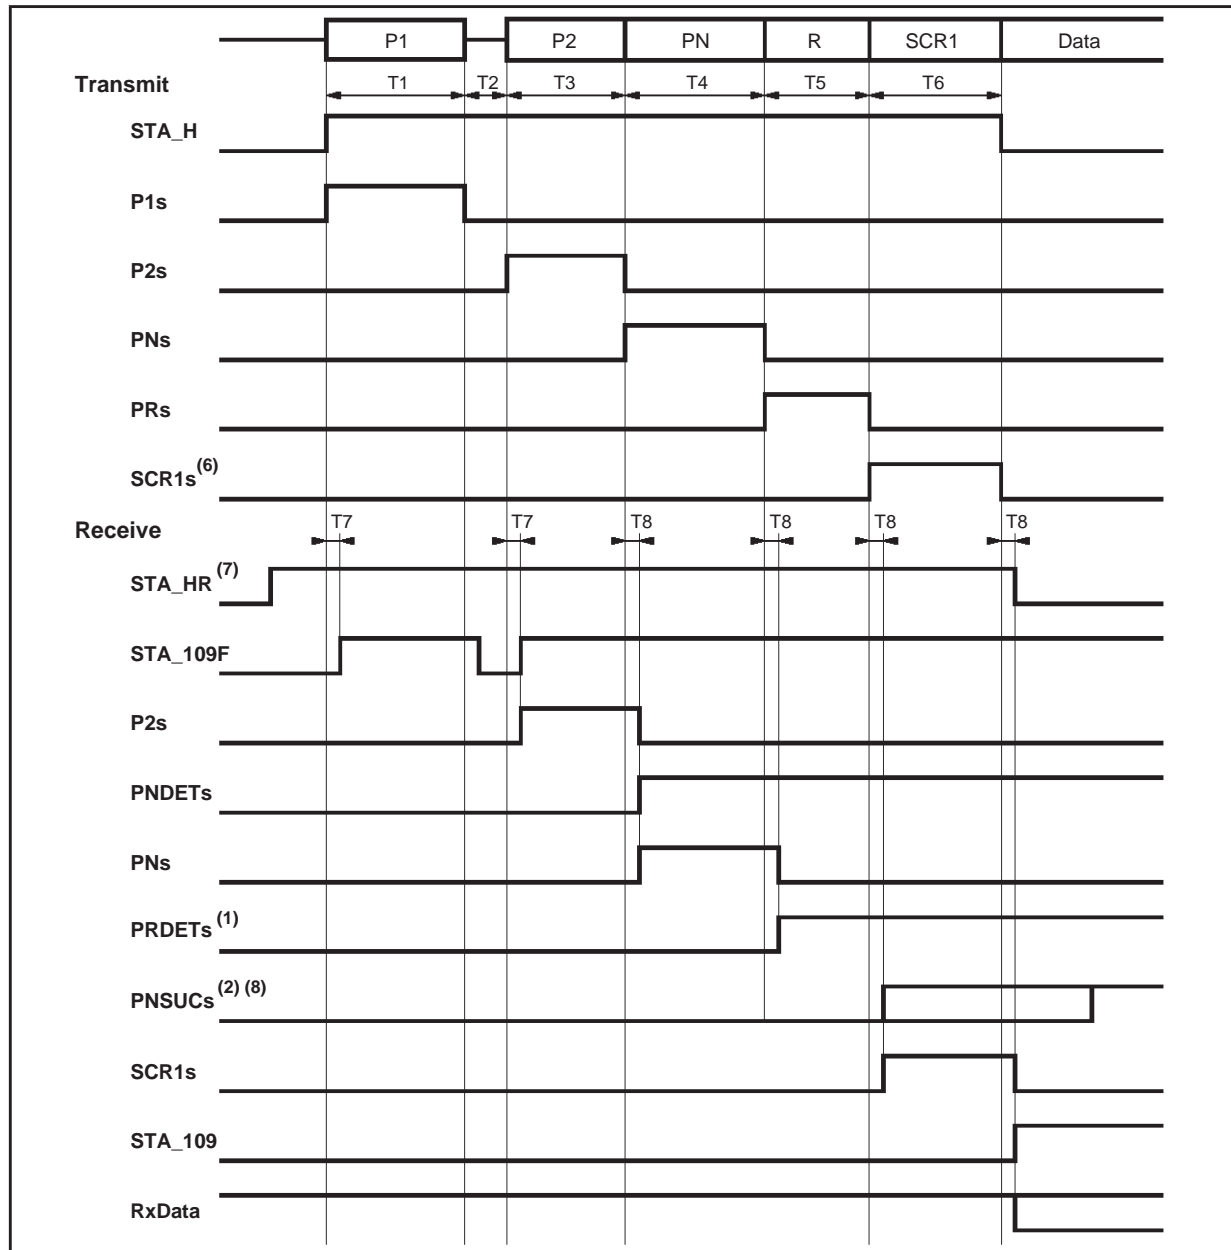 P1 P2 PN R SCR1 Data
Transmit
T1 T2 T3 T4 T5 T6
STA_H
P1s
P2s
PNs
PRs
SCR1s (6)
Receive
T7 T7 T8 T8 T8 T8
STA_HR (7)
STA_109F
P2s
PNDETs
PNs
PRDETs (1)
PNSUCs (2) (8)
SCR1s
STA_109
RxData